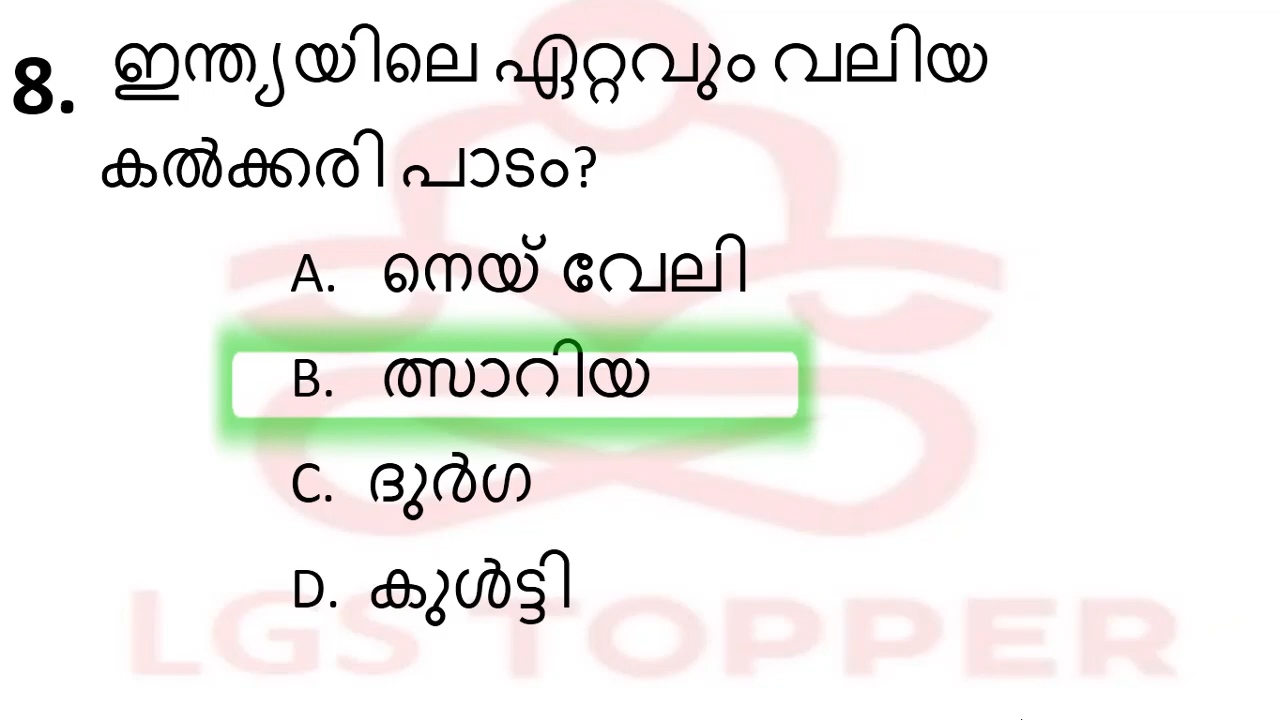 8. ഇന്ത്യയിലെ ഏറ്റവും വലിയ
കൽക്കരി പാടം?
A. നെയ് വേലി
B. ത്സാറിയ
C. ദുർഗ
D. കുൾട്ടി
LGS TOPPER